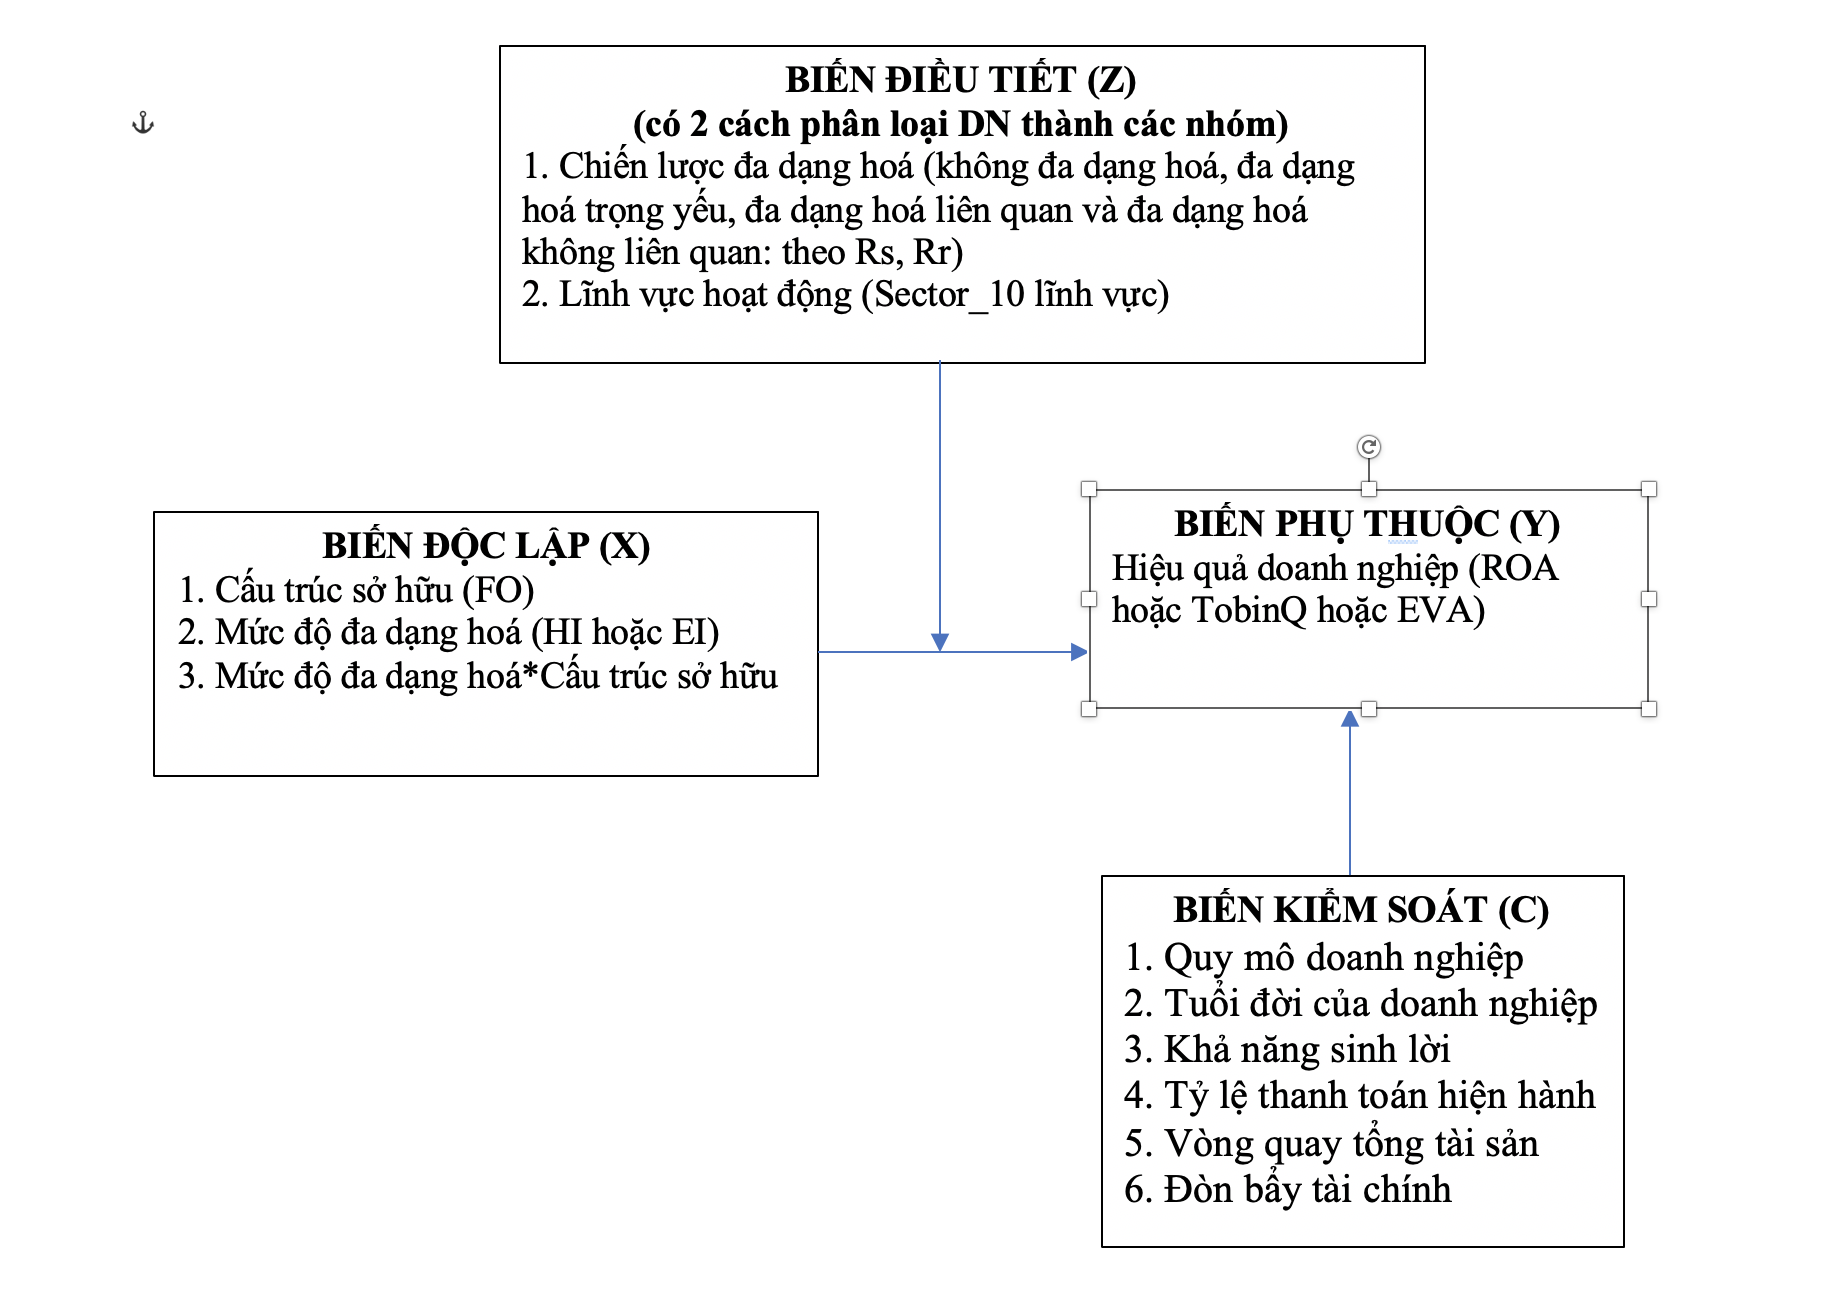 BIẾN ĐIỀU TIẾT (Z)
(có 2 cách phân loại DN thành các nhóm)
1. Chiến lược đa dạng hoá (không đa dạng hoá, đa dạng
hoá trọng yếu, đa dạng hoá liên quan và đa dạng hoá
không liên quan: theo Rs, Rr)
2. Lĩnh vực hoạt động (Sector_10 lĩnh vực)
BIẾN ĐỘC LẬP (X)
1. Cấu trúc sở hữu (FO)
2. Mức độ đa dạng hoá (HI hoặc EI)
3. Mức độ đa dạng hoá*Cấu trúc sở hữu
BIẾN PHỤ THUỘC (Y)
Hiệu quả doanh nghiệp (ROA
hoặc TobinQ hoặc EVA)
BIẾN KIỂM SOÁT (C)
1. Quy mô doanh nghiệp
2. Tuổi đời của doanh nghiệp
3. Khả năng sinh lời
4. Tỷ lệ thanh toán hiện hành
5. Vòng quay tổng tài sản
6. Đòn bẩy tài chính